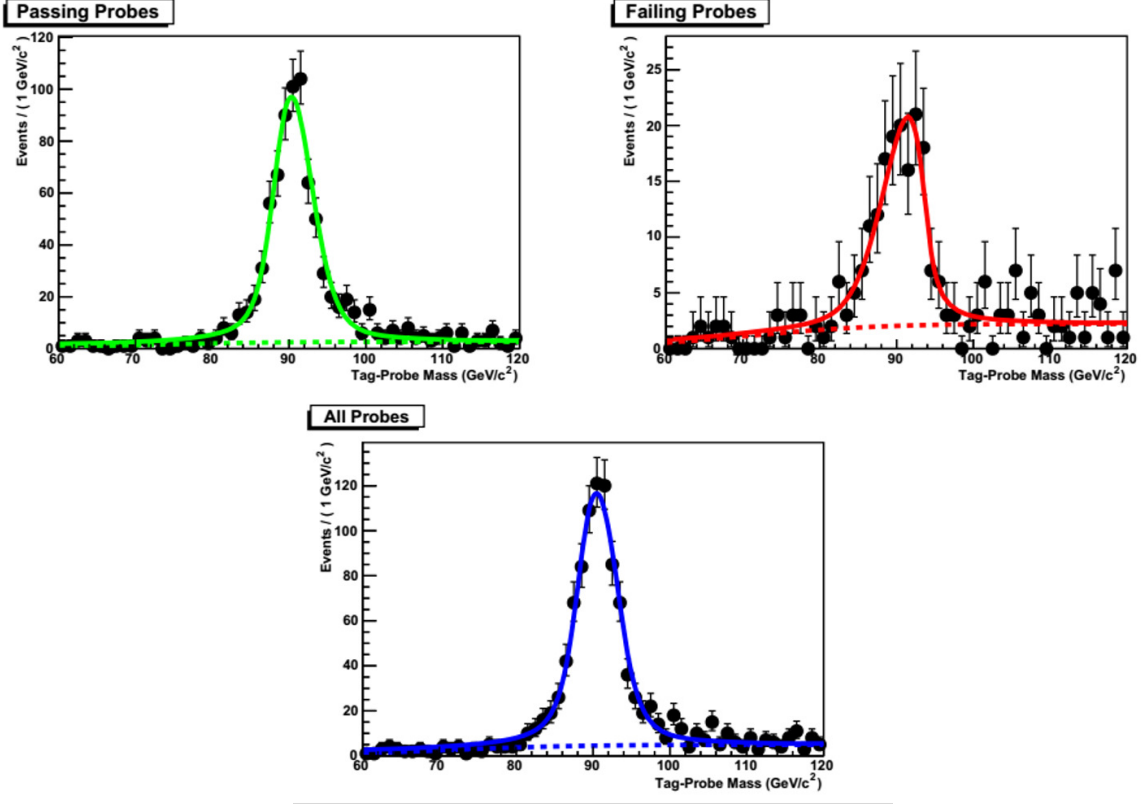 Passing Probes
Events / ( 1 GeV/c² )
120
100
80
60
40
20
0
60 70 80 90 100 110 120
Tag-Probe Mass (GeV/c²)
Failing Probes
Events / ( 1 GeV/c² )
25
20
15
10
5
0
60 70 80 90 100 110 120
Tag-Probe Mass (GeV/c²)
All Probes
Events / ( 1 GeV/c² )
120
100
80
60
40
20
0
60 70 80 90 100 110 120
Tag-Probe Mass (GeV/c²)